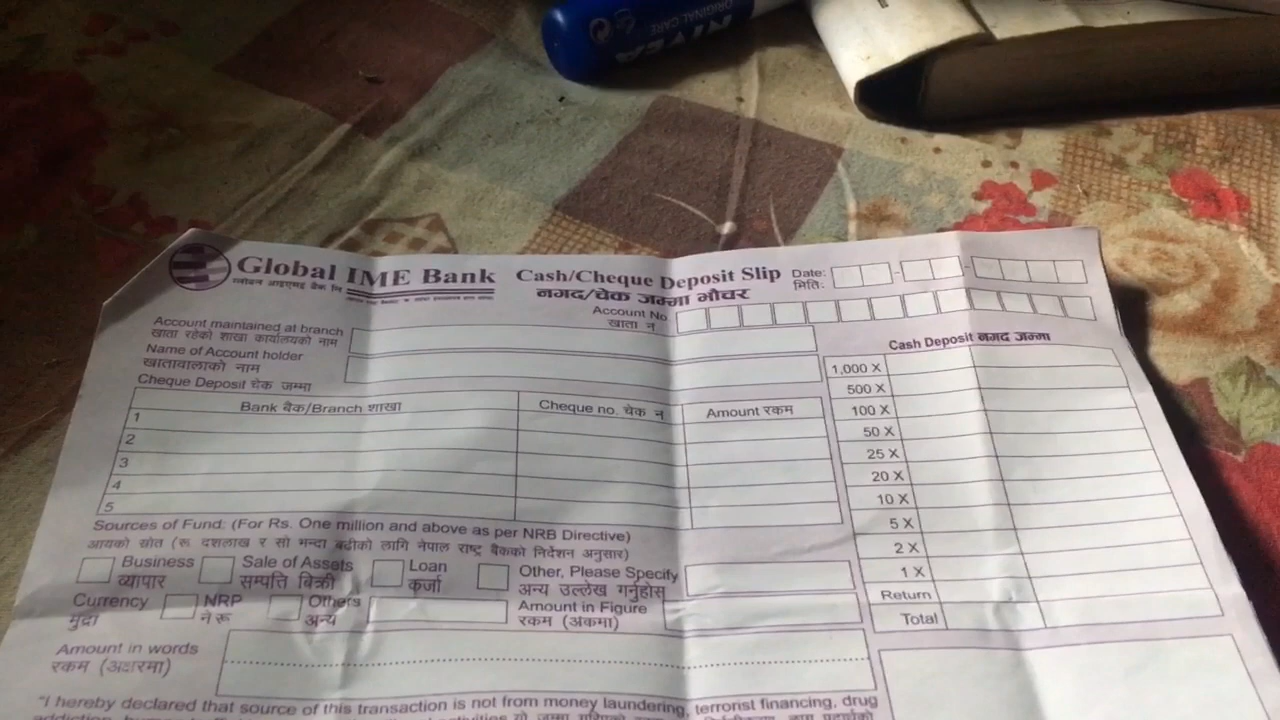 NIVEA
ORIGINAL CARE
Global IME Bank
ग्लोबल आइएमई बैंक लि.
Cash/Cheque Deposit Slip
नगद/चेक जम्मा भौचर
Date:
मिति:
Account No.
खाता नं
Account maintained at branch
खाता रहेको शाखा कार्यालयको नाम
Name of Account holder
खातावालाको नाम
Cheque Deposit चेक जम्मा
Bank बैंक/Branch शाखा Cheque no. चेक नं Amount रकम
1
2
3
4
5
Cash Deposit नगद जम्मा
1,000 X
500 X
100 X
50 X
25 X
20 X
10 X
5 X
2 X
1 X
Return
Total
Sources of Fund: (For Rs. One million and above as per NRB Directive)
आयको स्रोत (रू दशलाख र सो भन्दा बढीको लागि नेपाल राष्ट्र बैंकको निर्देशन अनुसार)
Business Sale of Assets Loan Other, Please Specify
व्यापार सम्पत्ति बिक्री कर्जा अन्य उल्लेख गर्नुहोस्
Currency NRP Others Amount in Figure
मुद्रा ने रू अन्य रकम (अंकमा)
Amount in words
रकम (अक्षरमा)
"I hereby declared that source of this transaction is not from money laundering, terrorist financing, drug